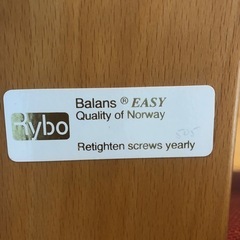 Rybo
Balans ® EASY
Quality of Norway
Retighten screws yearly